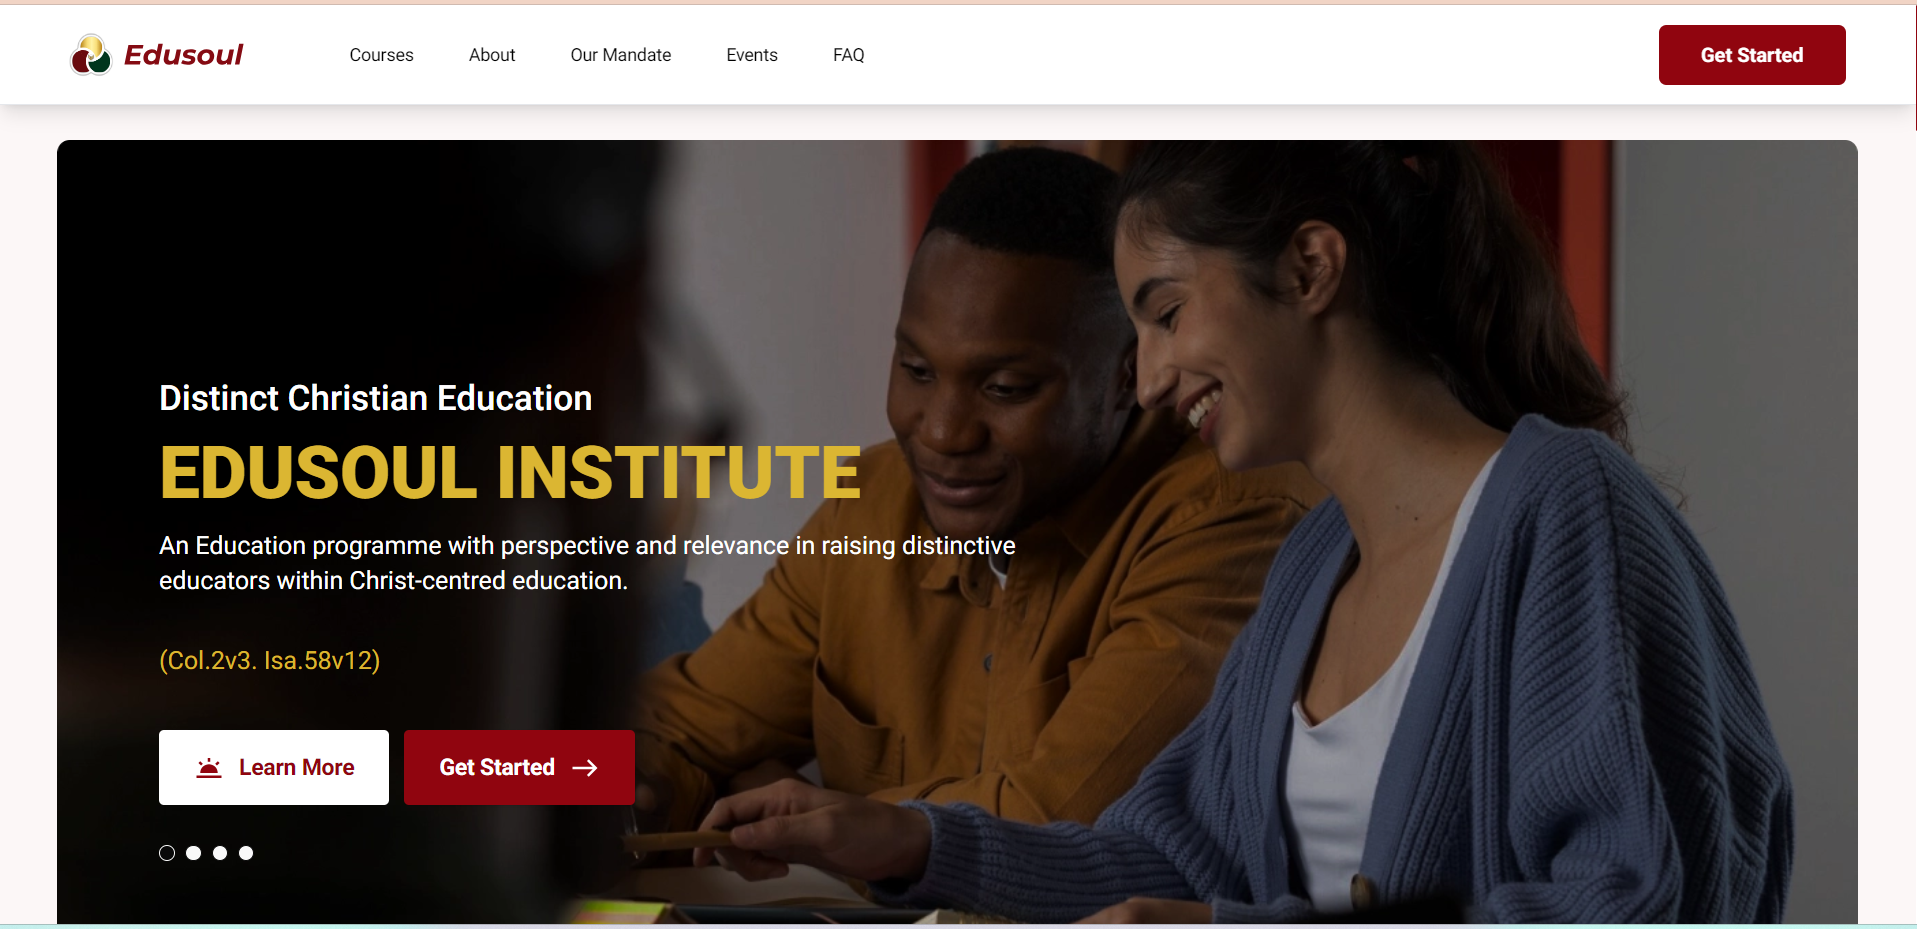 Edusoul
Courses
About
Our Mandate
Events
FAQ
Get Started
Distinct Christian Education
EDUSOUL INSTITUTE
An Education programme with perspective and relevance in raising distinctive
educators within Christ-centred education.
(Col.2v3. Isa.58v12)
Learn More
Get Started